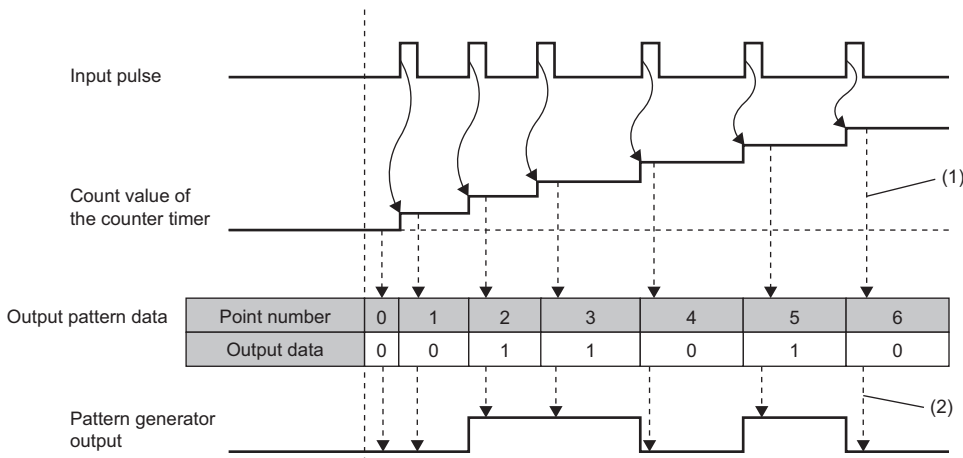 Input pulse
(1)
Count value of
the counter timer
Output pattern data
Point number 0 1 2 3 4 5 6
Output data 0 0 1 1 0 1 0
(2)
Pattern generator
output